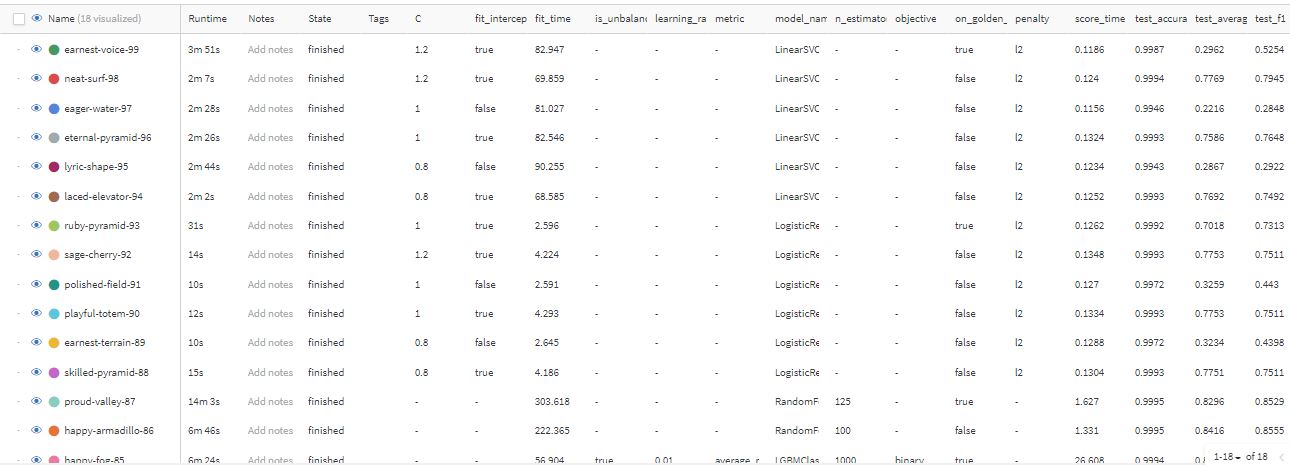 Name (18 visualized) Runtime Notes State Tags C fit_intercep fit_time is_unbalanc learning_ra metric model_nam n_estimator objective on_golden_ penalty score_time test_accura test_averag test_f1
- earnest-voice-99 3m 51s Add notes finished 1.2 true 82.947 - - - LinearSVC - - true l2 0.1186 0.9987 0.2962 0.5254
- neat-surf-98 2m 7s Add notes finished 1.2 true 69.859 - - - LinearSVC - - false l2 0.124 0.9994 0.7769 0.7945
- eager-water-97 2m 28s Add notes finished 1 false 81.027 - - - LinearSVC - - false l2 0.1156 0.9946 0.2216 0.2848
- eternal-pyramid-96 2m 26s Add notes finished 1 true 82.546 - - - LinearSVC - - false l2 0.1324 0.9993 0.7586 0.7648
- lyric-shape-95 2m 44s Add notes finished 0.8 false 90.255 - - - LinearSVC - - false l2 0.1234 0.9943 0.2867 0.2922
- laced-elevator-94 2m 2s Add notes finished 0.8 true 68.585 - - - LinearSVC - - false l2 0.1252 0.9993 0.7692 0.7492
- ruby-pyramid-93 31s Add notes finished 1 true 2.596 - - - LogisticRe - - true l2 0.1262 0.9992 0.7018 0.7313
- sage-cherry-92 14s Add notes finished 1.2 true 4.224 - - - LogisticRe - - false l2 0.1348 0.9993 0.7753 0.7511
- polished-field-91 10s Add notes finished 1 false 2.591 - - - LogisticRe - - false l2 0.127 0.9972 0.3259 0.443
- playful-totem-90 12s Add notes finished 1 true 4.293 - - - LogisticRe - - false l2 0.1334 0.9993 0.7753 0.7511
- earnest-terrain-89 10s Add notes finished 0.8 false 2.645 - - - LogisticRe - - false l2 0.1288 0.9972 0.3234 0.4398
- skilled-pyramid-88 15s Add notes finished 0.8 true 4.186 - - - LogisticRe - - false l2 0.1304 0.9993 0.7751 0.7511
- proud-valley-87 14m 3s Add notes finished - - 303.618 - - - RandomF 125 - true - 1.627 0.9995 0.8296 0.8529
- happy-armadillo-86 6m 46s Add notes finished - - 222.365 - - - RandomF 100 - false - 1.331 0.9995 0.8416 0.8555
- happy-fog-85 6m 24s Add notes finished - - 56.904 true 0.01 average_r LGBMClas 1000 binary false - 26.608 0.9994
1-18 of 18